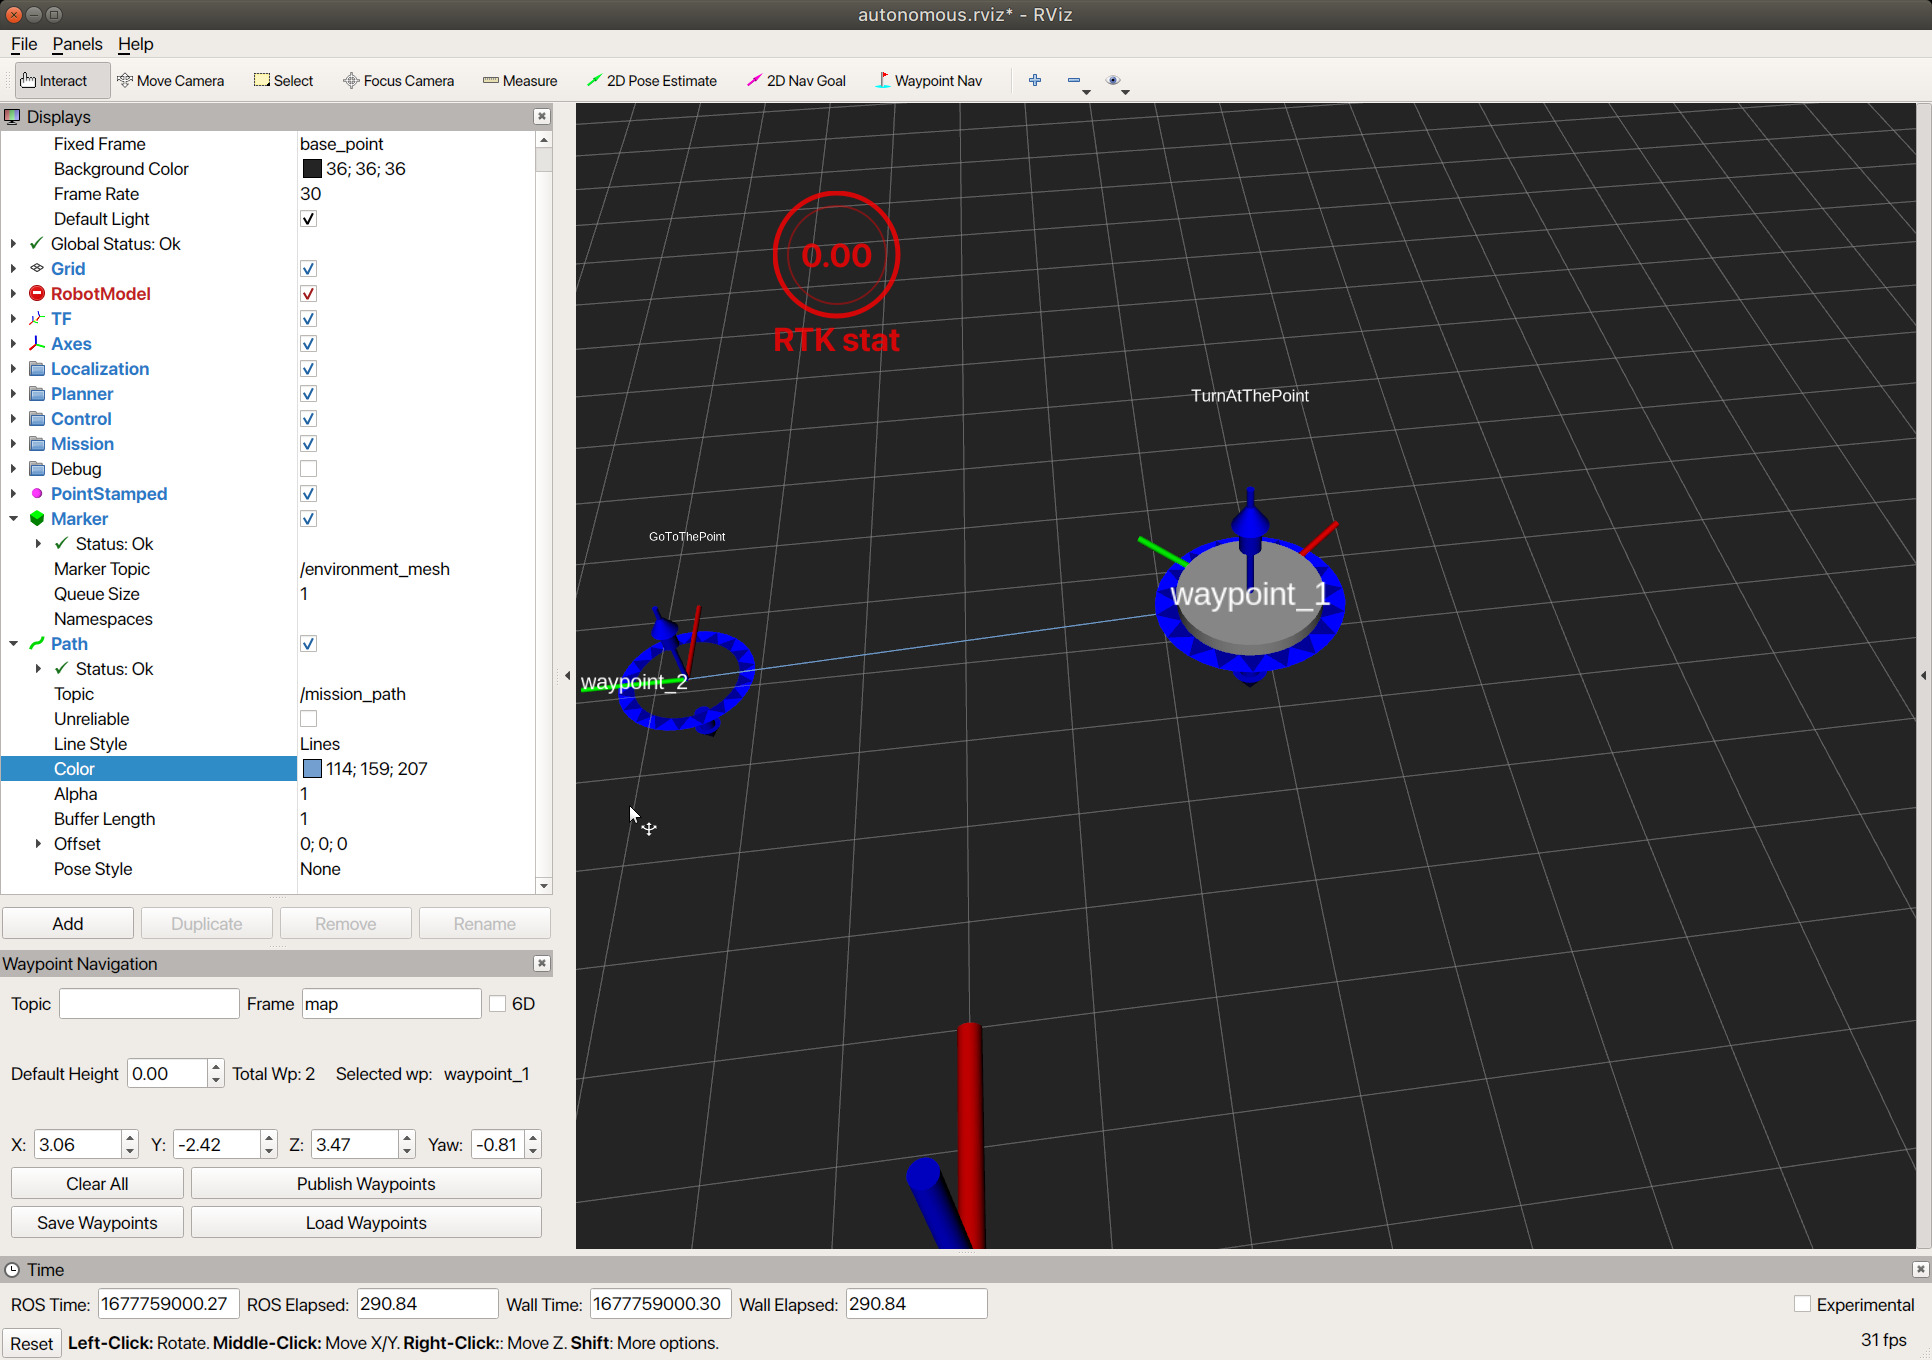 autonomous.rviz* - RViz
File Panels Help
Interact Move Camera Select Focus Camera Measure 2D Pose Estimate 2D Nav Goal Waypoint Nav
Displays
Fixed Frame base_point
Background Color 36; 36; 36
Frame Rate 30
Default Light
Global Status: Ok
Grid
RobotModel
TF
Axes
Localization
Planner
Control
Mission
Debug
PointStamped
Marker
Status: Ok
Marker Topic /environment_mesh
Queue Size 1
Namespaces
Path
Status: Ok
Topic /mission_path
Unreliable
Line Style Lines
Color 114; 159; 207
Alpha 1
Buffer Length 1
Offset 0; 0; 0
Pose Style None
Add Duplicate Remove Rename
Waypoint Navigation
Topic Frame map 6D
Default Height 0.00 Total Wp: 2 Selected wp: waypoint_1
X: 3.06 Y: -2.42 Z: 3.47 Yaw: -0.81
Clear All Publish Waypoints
Save Waypoints Load Waypoints
0.00
RTK stat
TurnAtThePoint
GoToThePoint
waypoint_1
waypoint_2
Time
ROS Time: 1677759000.27 ROS Elapsed: 290.84 Wall Time: 1677759000.30 Wall Elapsed: 290.84 Experimental
Reset Left-Click: Rotate. Middle-Click: Move X/Y. Right-Click:: Move Z. Shift: More options. 31 fps